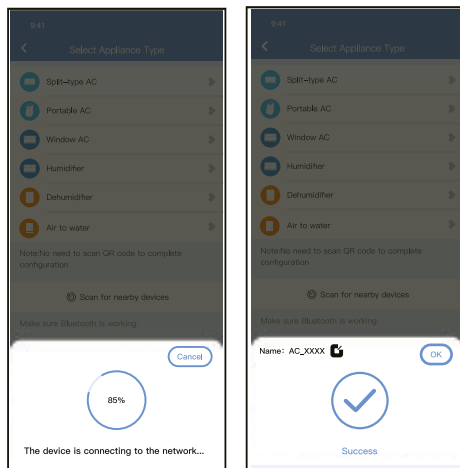 9:41
Select Appliance Type
Split-type AC
Portable AC
Window AC
Humidifier
Dehumidifier
Air to water
Note:No need to scan QR code to complete
configuration
Scan for nearby devices
Make sure Bluetooth is working
Cancel
85%
The device is connecting to the network...
9:41
Select Appliance Type
Split-type AC
Portable AC
Window AC
Humidifier
Dehumidifier
Air to water
Note:No need to scan QR code to complete
configuration
Scan for nearby devices
Make sure Bluetooth is working.
Name: AC_XXXX
OK
Success